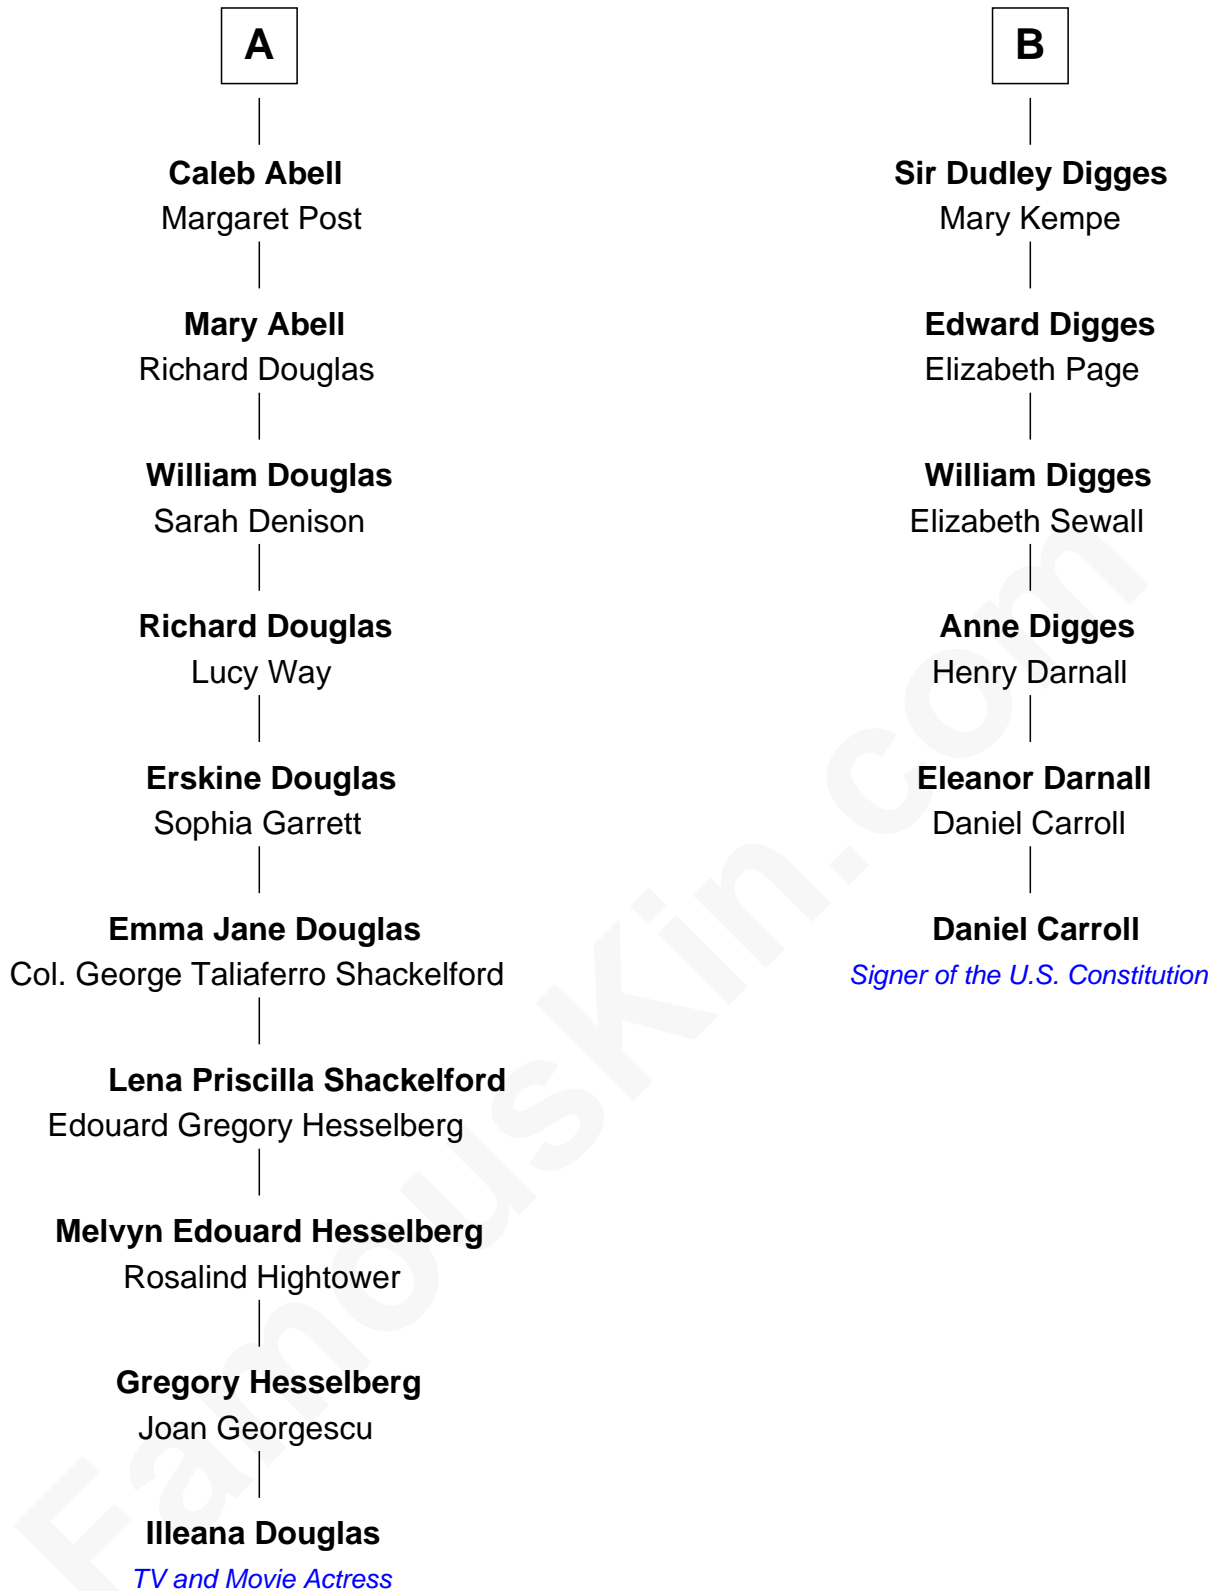 A
Caleb Abell
Margaret Post
Mary Abell
Richard Douglas
William Douglas
Sarah Denison
Richard Douglas
Lucy Way
Erskine Douglas
Sophia Garrett
Emma Jane Douglas
Col. George Taliaferro Shackelford
Lena Priscilla Shackelford
Edouard Gregory Hesselberg
Melvyn Edouard Hesselberg
Rosalind Hightower
Gregory Hesselberg
Joan Georgescu
Illeana Douglas
TV and Movie Actress
B
Sir Dudley Digges
Mary Kempe
Edward Digges
Elizabeth Page
William Digges
Elizabeth Sewall
Anne Digges
Henry Darnall
Eleanor Darnall
Daniel Carroll
Daniel Carroll
Signer of the U.S. Constitution
FamousKin.com